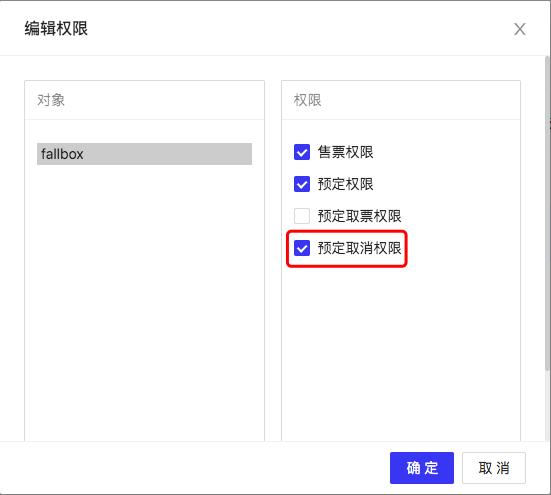 编辑权限
对象
fallbox
权限
售票权限
预定权限
预定取票权限
预定取消权限
确 定
取 消